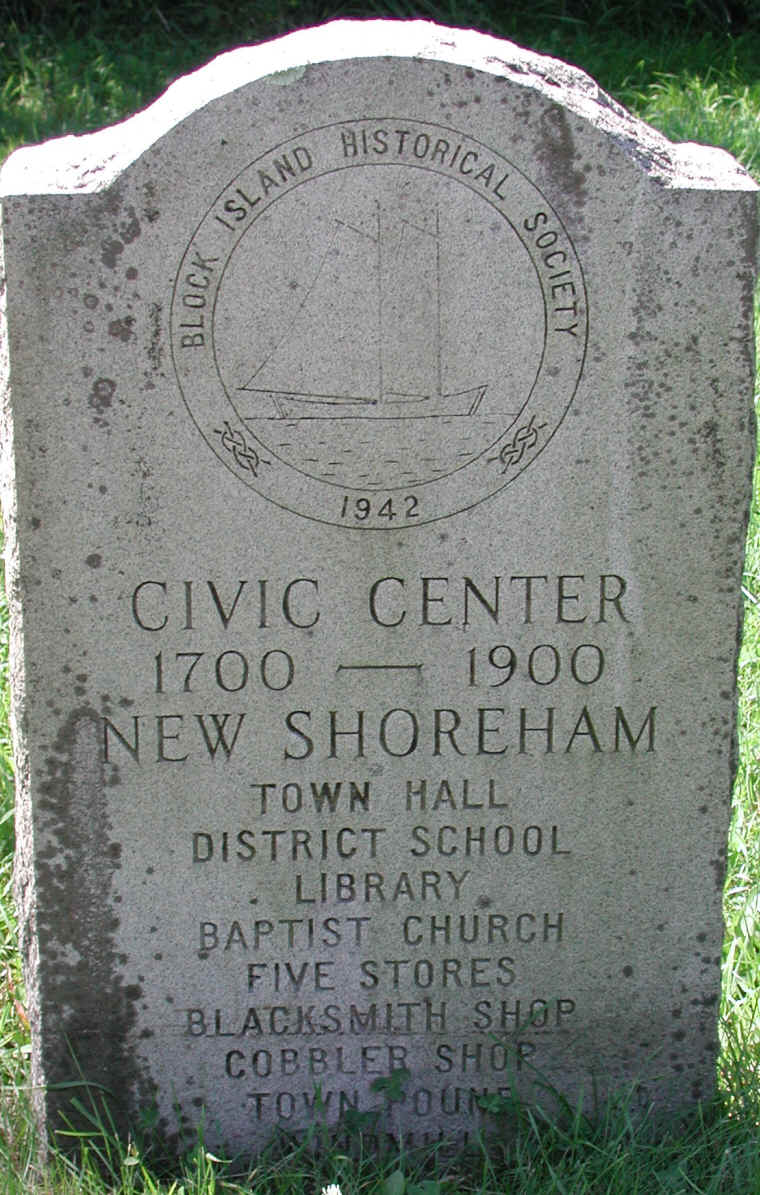 BLOCK ISLAND HISTORICAL SOCIETY
1942
CIVIC CENTER
1700 — 1900
NEW SHOREHAM
TOWN HALL
DISTRICT SCHOOL
LIBRARY
BAPTIST CHURCH
FIVE STORES
BLACKSMITH SHOP
COBBLER SHOP
TOWN POUND